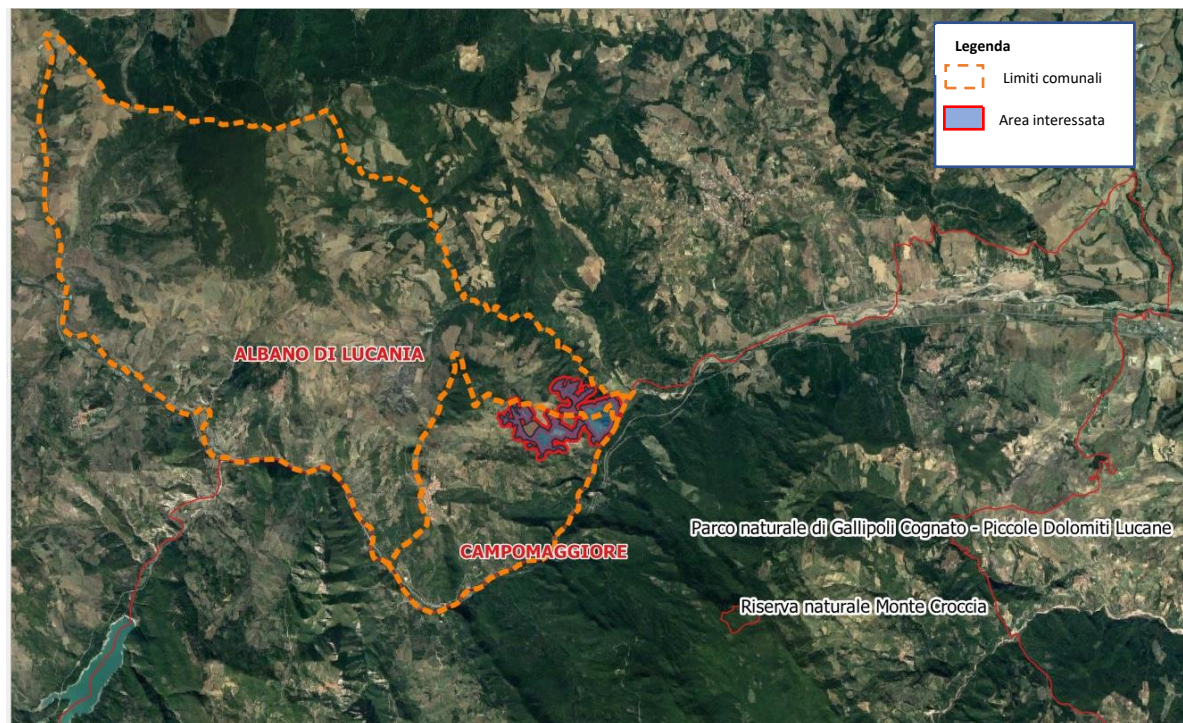 Legenda
Limiti comunali
Area interessata
ALBANO DI LUCANIA
CAMPOMAGGIORE
Parco naturale di Gallipoli Cognato - Piccole Dolomiti Lucane
Riserva naturale Monte Croccia